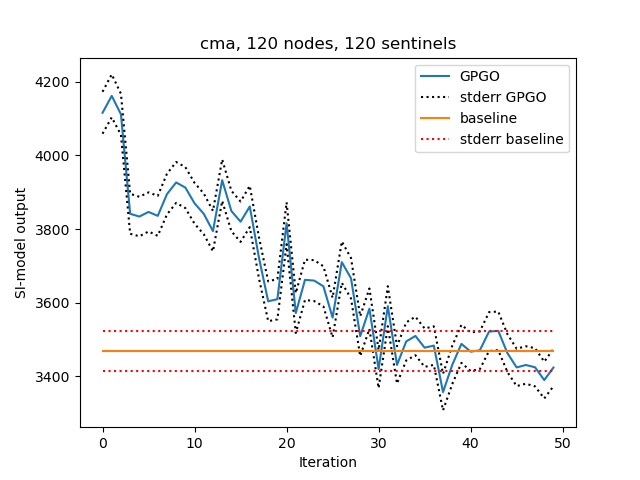 cma, 120 nodes, 120 sentinels
GPGO
stderr GPGO
baseline
stderr baseline
SI-model output
4200
4000
3800
3600
3400
0 10 20 30 40 50
Iteration